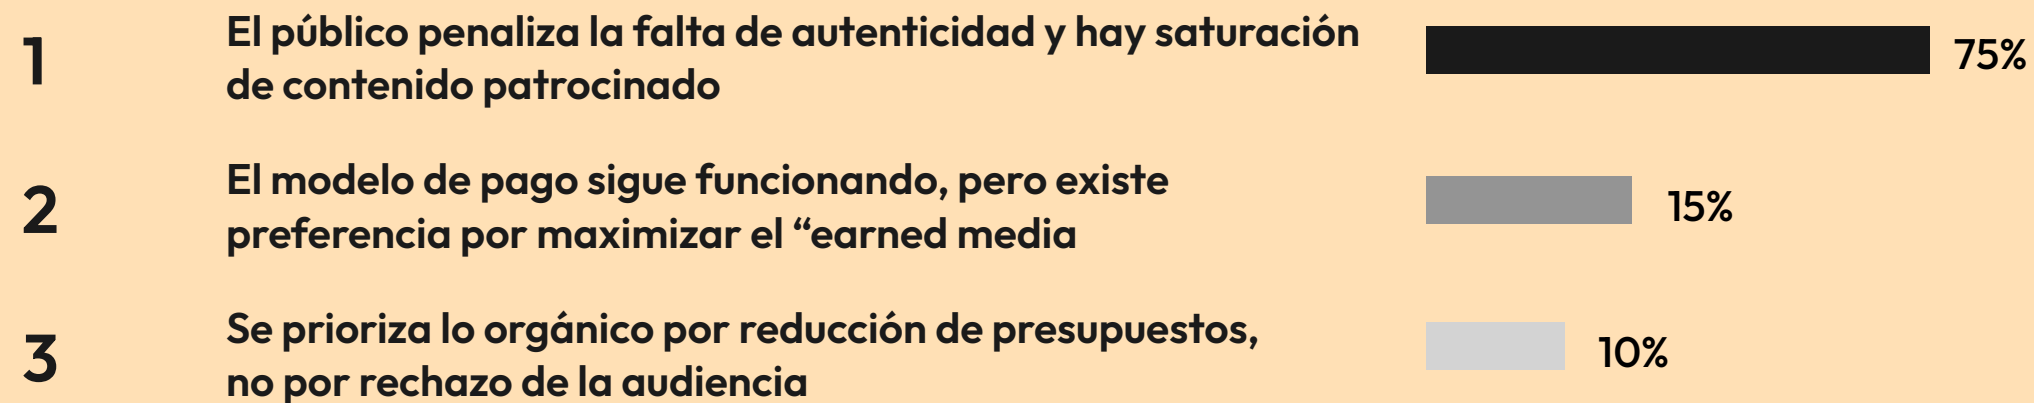 1
El público penaliza la falta de autenticidad y hay saturación
de contenido patrocinado
75%
2
El modelo de pago sigue funcionando, pero existe
preferencia por maximizar el “earned media
15%
3
Se prioriza lo orgánico por reducción de presupuestos,
no por rechazo de la audiencia
10%